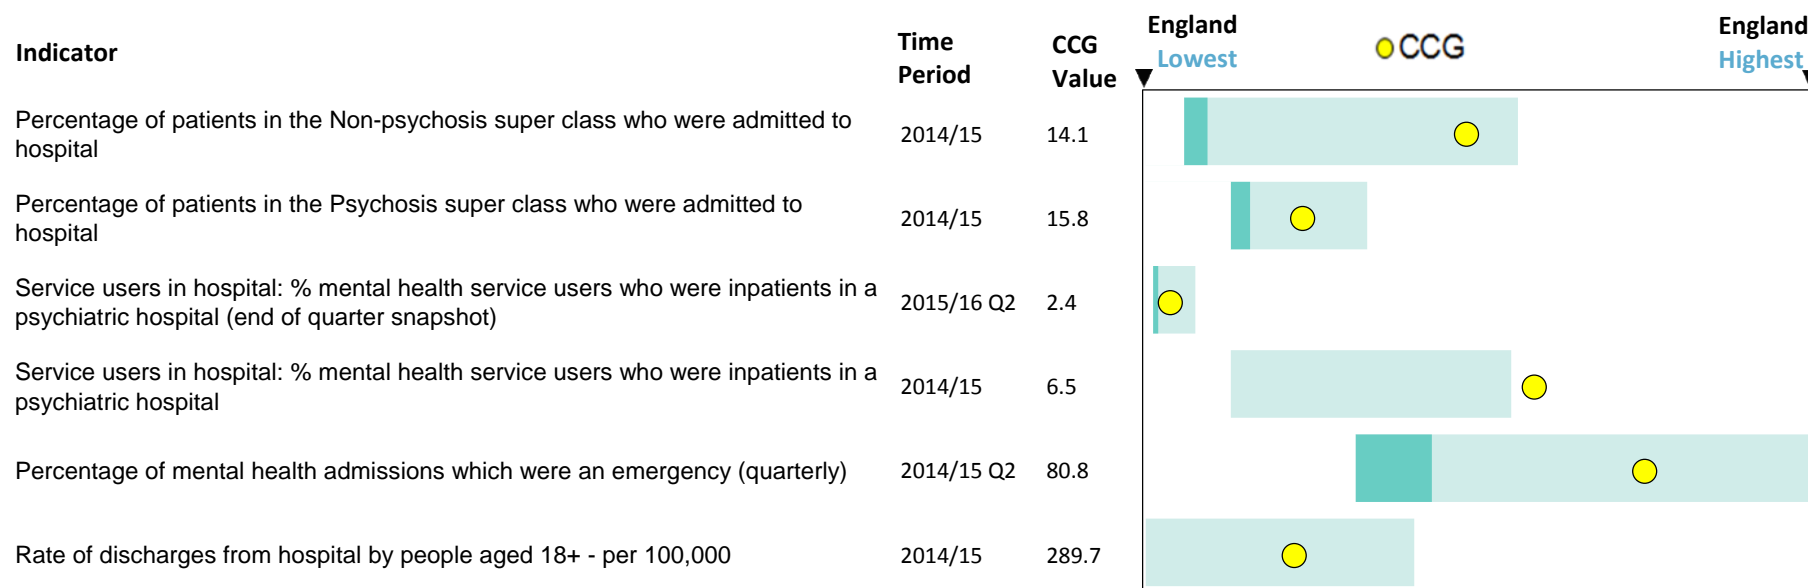 Indicator
Time
Period
CCG
Value
England
Lowest
CCG
England
Highest
Percentage of patients in the Non-psychosis super class who were admitted to
hospital
2014/15
14.1
Percentage of patients in the Psychosis super class who were admitted to
hospital
2014/15
15.8
Service users in hospital: % mental health service users who were inpatients in a
psychiatric hospital (end of quarter snapshot)
2015/16 Q2
2.4
Service users in hospital: % mental health service users who were inpatients in a
psychiatric hospital
2014/15
6.5
Percentage of mental health admissions which were an emergency (quarterly)
2014/15 Q2
80.8
Rate of discharges from hospital by people aged 18+ - per 100,000
2014/15
289.7